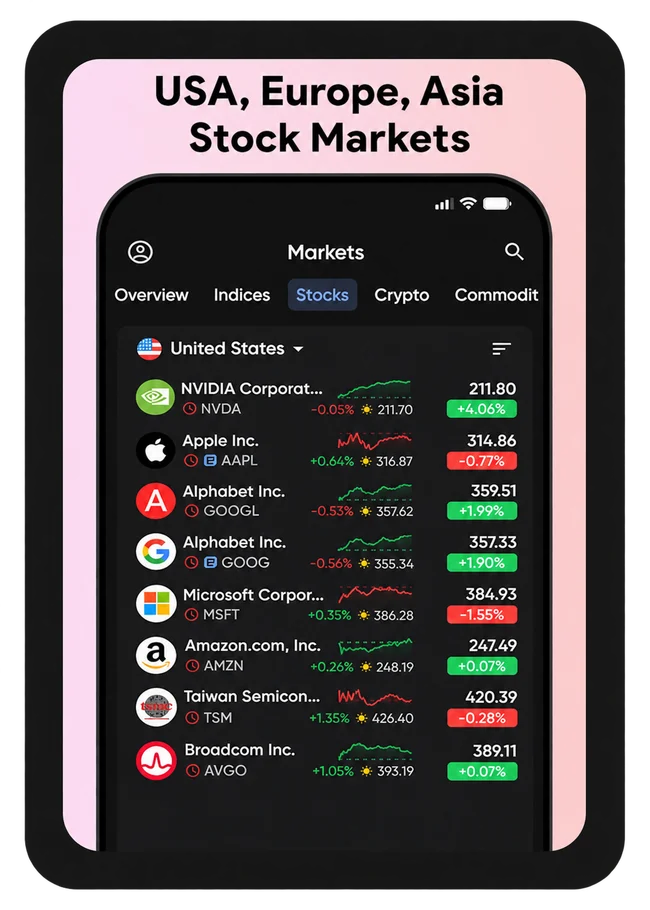 USA, Europe, Asia
Stock Markets
Markets
Overview Indices Stocks Crypto Commodit
United States
NVIDIA Corporat... 211.80
NVDA -0.05% 211.70 +4.06%
Apple Inc. 314.86
AAPL +0.64% 316.87 -0.77%
Alphabet Inc. 359.51
GOOGL -0.53% 357.62 +1.99%
Alphabet Inc. 357.33
GOOG -0.56% 355.34 +1.90%
Microsoft Corpor... 384.93
MSFT +0.35% 386.28 -1.55%
Amazon.com, Inc. 247.49
AMZN +0.26% 248.19 +0.07%
Taiwan Semicon... 420.39
TSM +1.35% 426.40 -0.28%
Broadcom Inc. 389.11
AVGO +1.05% 393.19 +0.07%